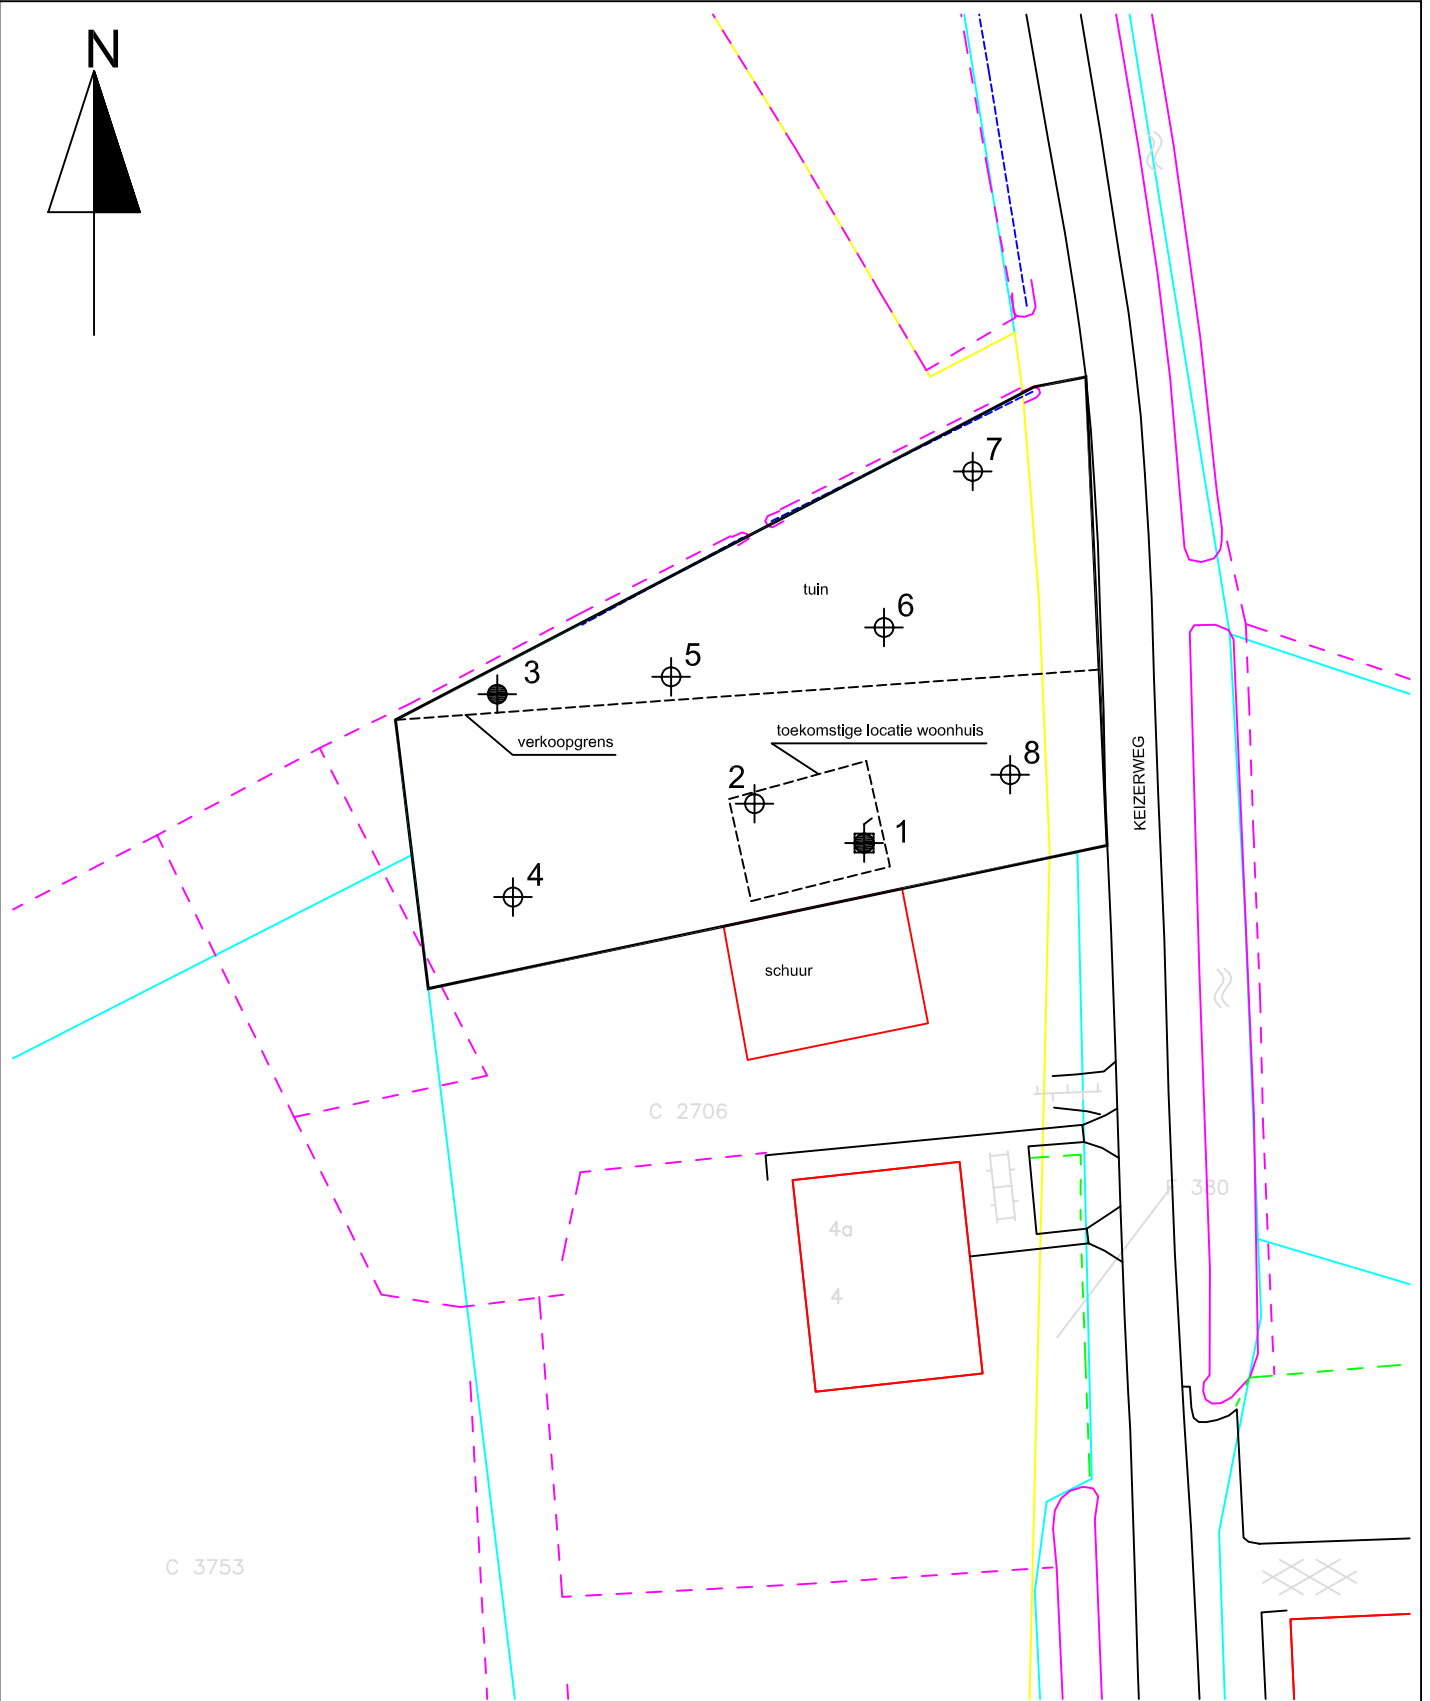 N
7
tuin
6
5
3
verkoopgrens
toekomstige locatie woonhuis
8
2
KEIZERWEG
1
4
schuur
C 2706
F 380
4a
4
C 3753